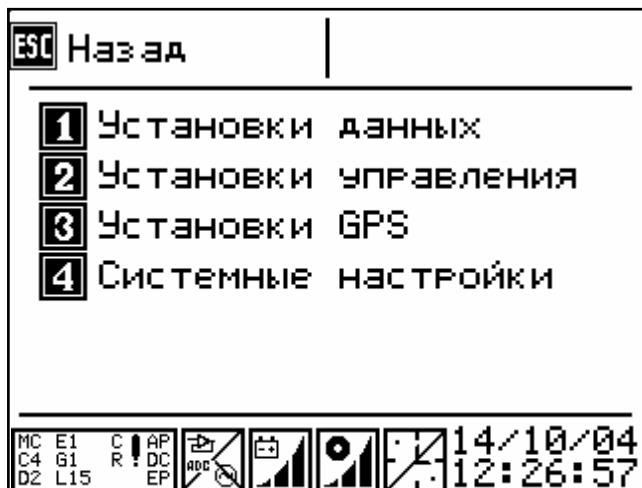 ESC Назад
1 Установки данных
2 Установки управления
3 Установки GPS
4 Системные настройки
MC E1 C AP
C4 G1 R ! DC
D2 L15 EP
ADC
14/10/04
12:26:57